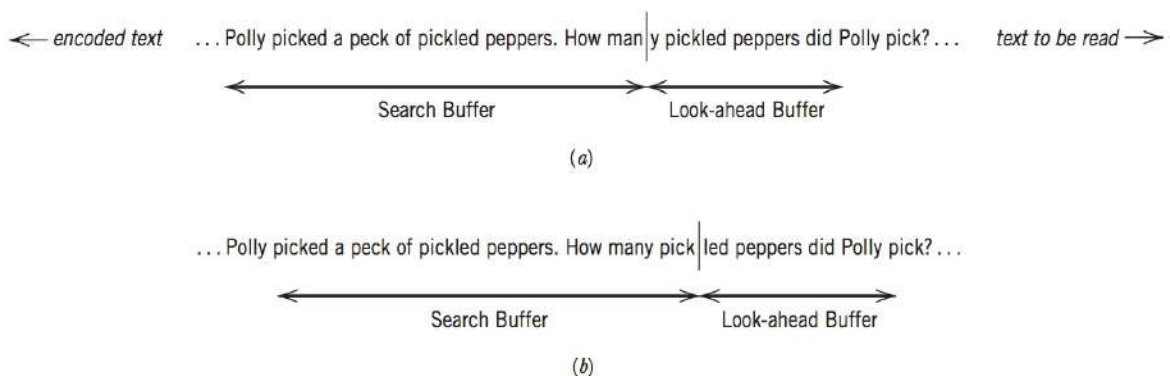 ← encoded text ... Polly picked a peck of pickled peppers. How man|y pickled peppers did Polly pick? ... text to be read →
Search Buffer Look-ahead Buffer
(a)
... Polly picked a peck of pickled peppers. How many pick|led peppers did Polly pick? ...
Search Buffer Look-ahead Buffer
(b)